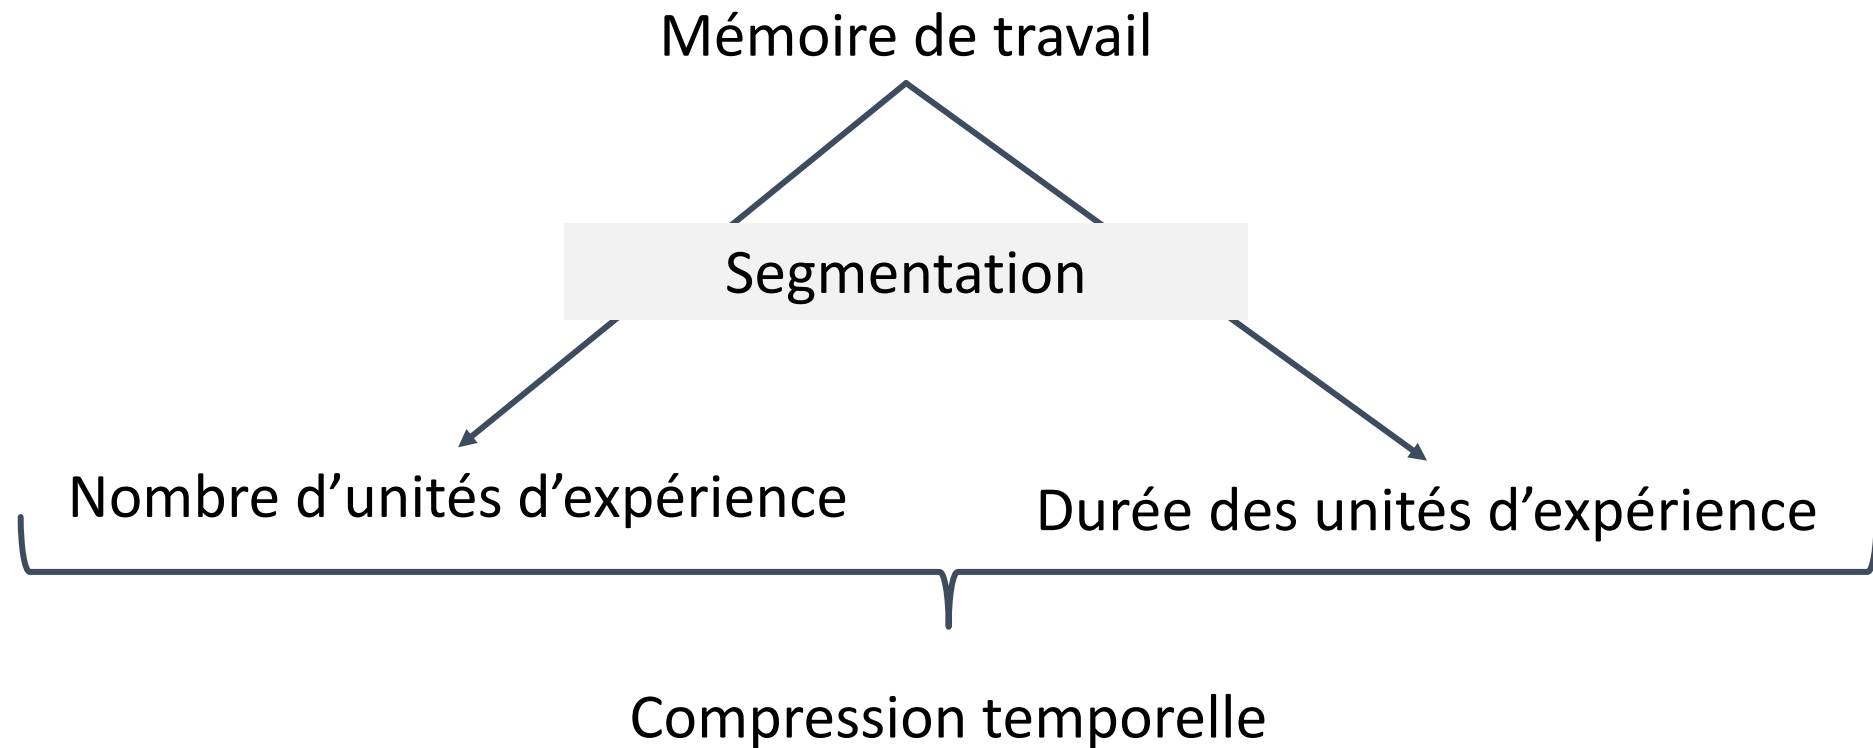 Mémoire de travail
Segmentation
Nombre d’unités d’expérience
Durée des unités d’expérience
Compression temporelle